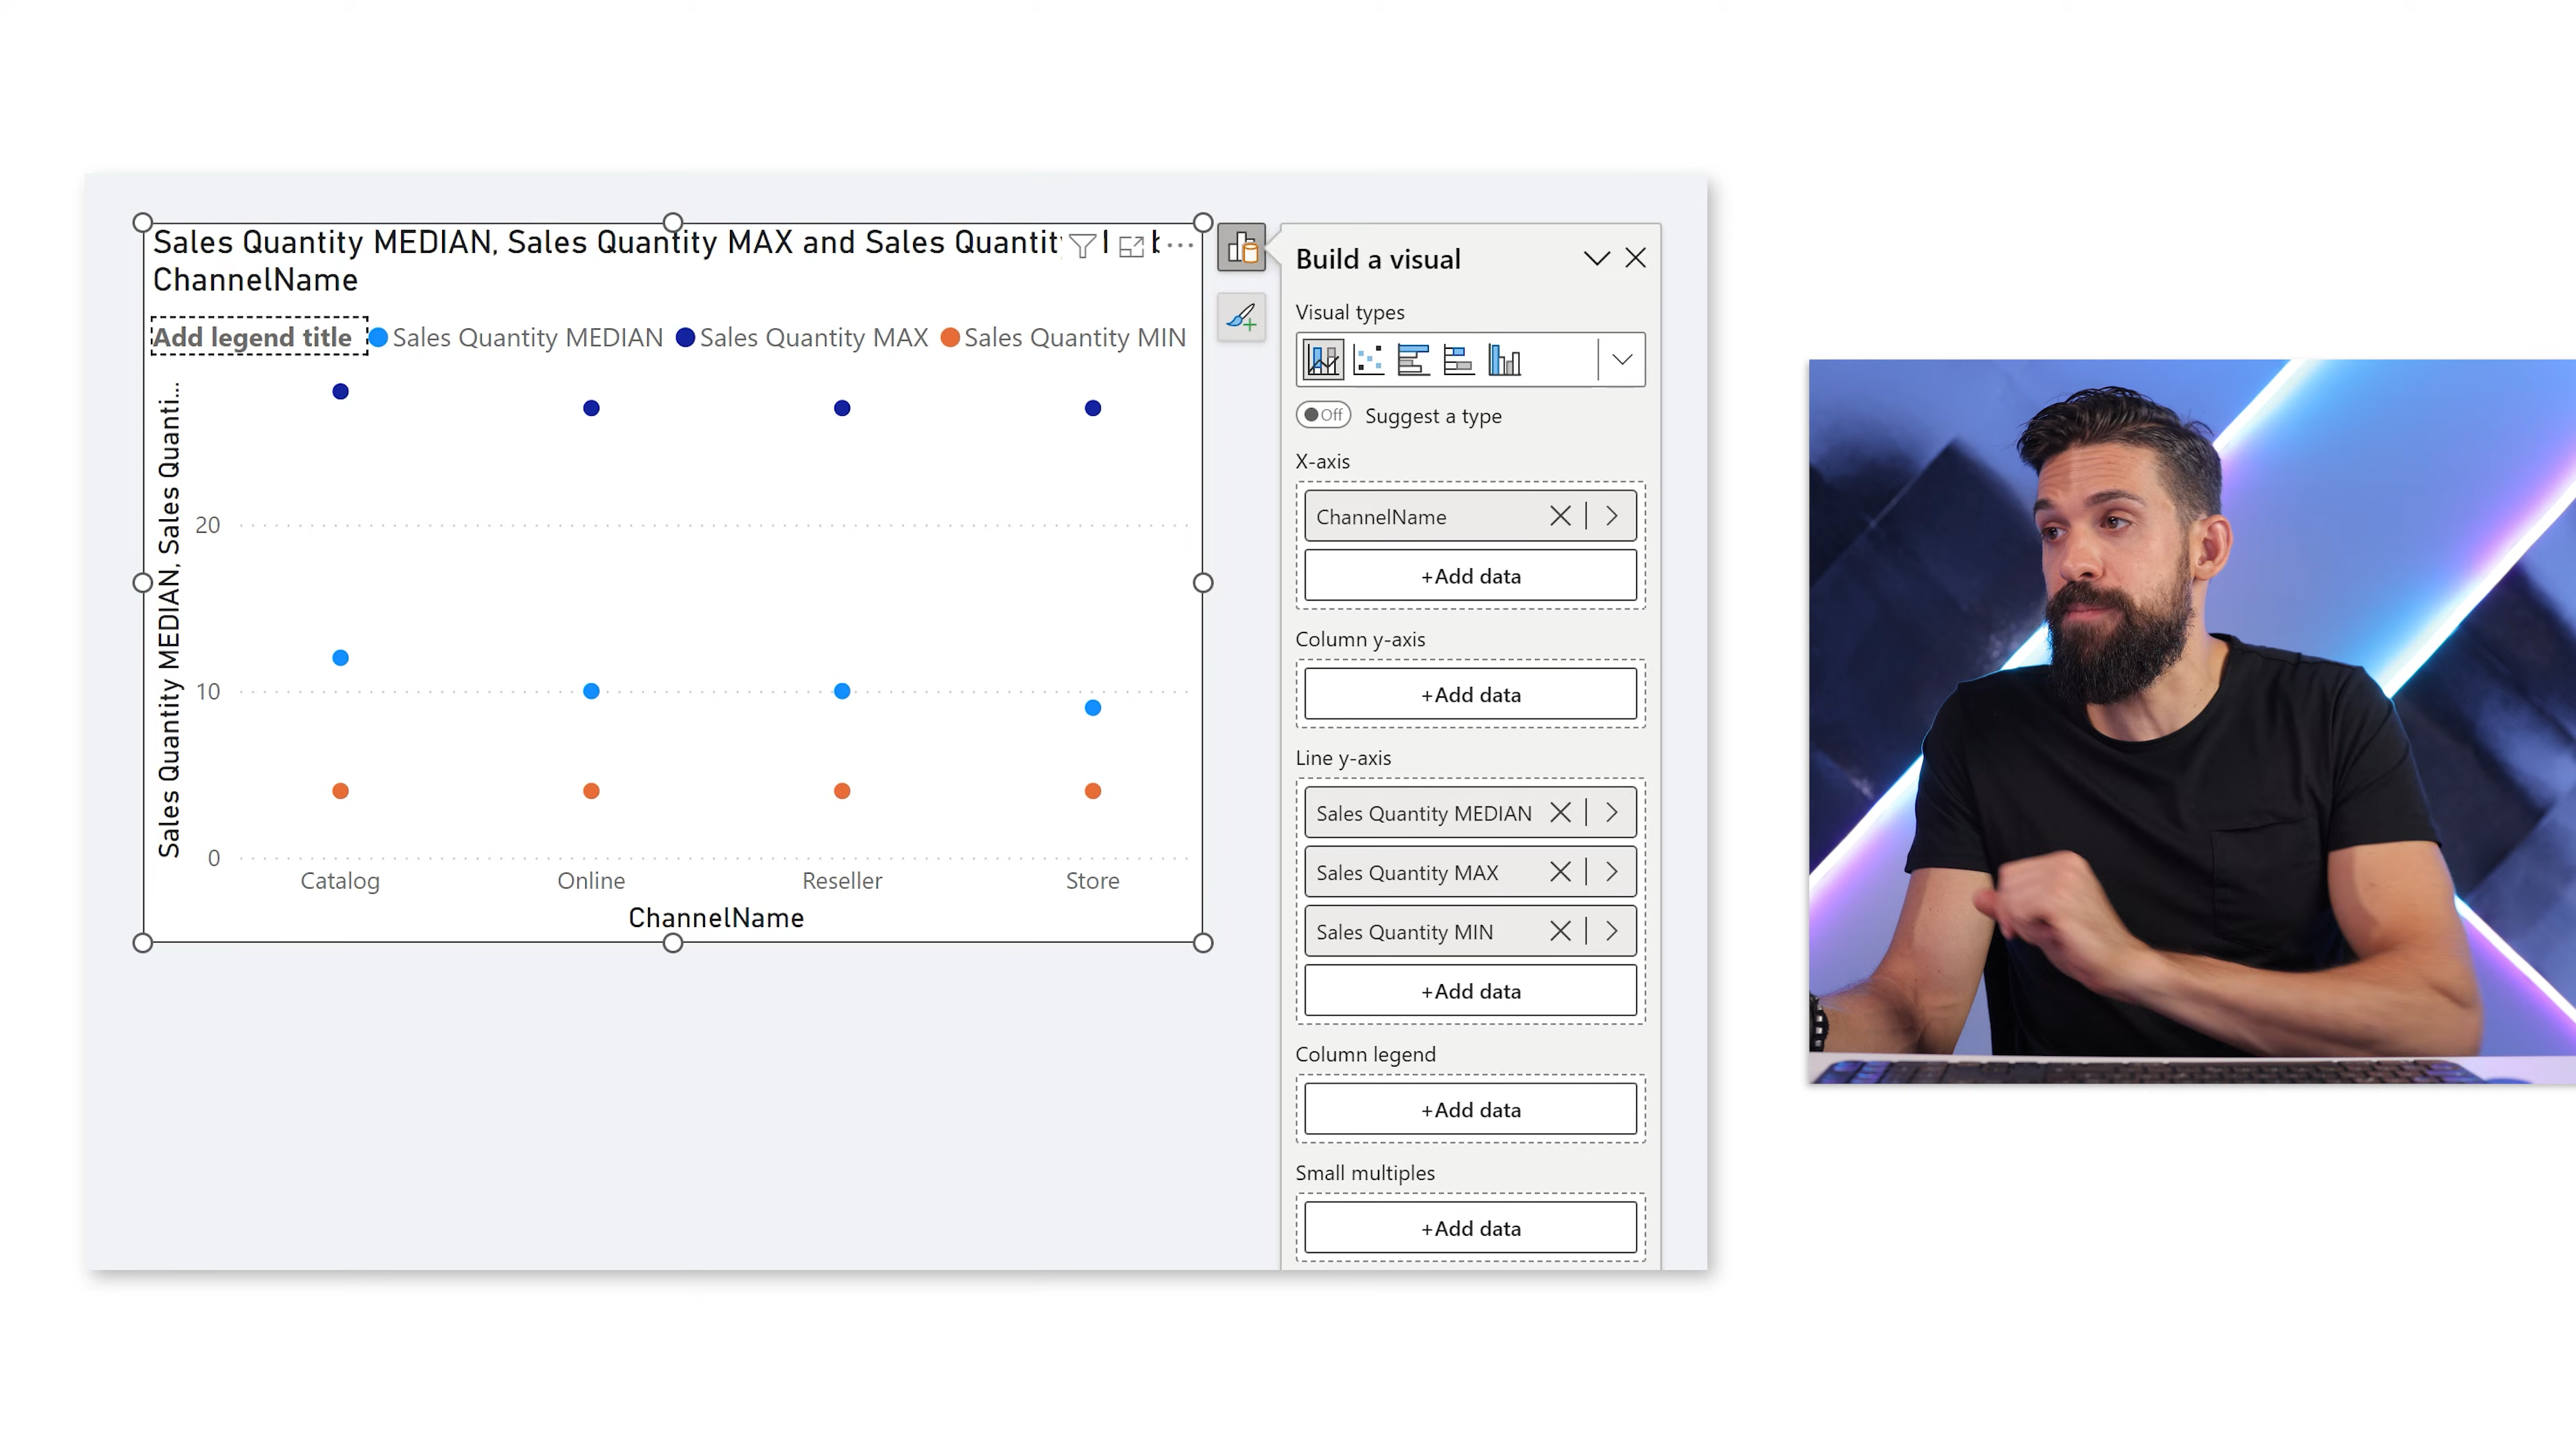 Sales Quantity MEDIAN, Sales Quantity MAX and Sales Quantit
ChannelName
Add legend title Sales Quantity MEDIAN Sales Quantity MAX Sales Quantity MIN
Sales Quantity MEDIAN, Sales Quanti...
20
10
0
Catalog Online Reseller Store
ChannelName
Build a visual
Visual types
Off Suggest a type
X-axis
ChannelName
+Add data
Column y-axis
+Add data
Line y-axis
Sales Quantity MEDIAN
Sales Quantity MAX
Sales Quantity MIN
+Add data
Column legend
+Add data
Small multiples
+Add data